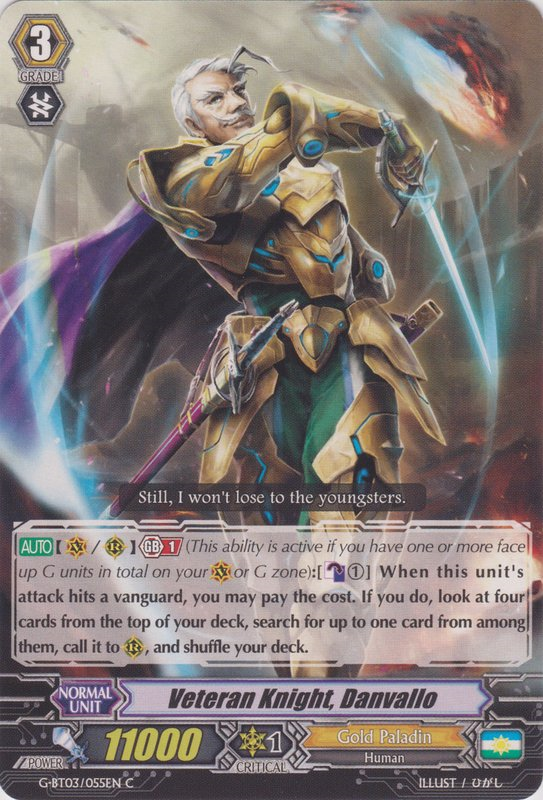 3
GRADE
Still, I won't lose to the youngsters.
AUTO [V / R] GB 1 (This ability is active if you have one or more face
up G units in total on your V or G zone):[①] When this unit's
attack hits a vanguard, you may pay the cost. If you do, look at four
cards from the top of your deck, search for up to one card from among
them, call it to R, and shuffle your deck.
NORMAL
UNIT
Veteran Knight, Danvallo
POWER 11000
1
CRITICAL
Gold Paladin
Human
G-BT03/055EN C
ILLUST / ひがし